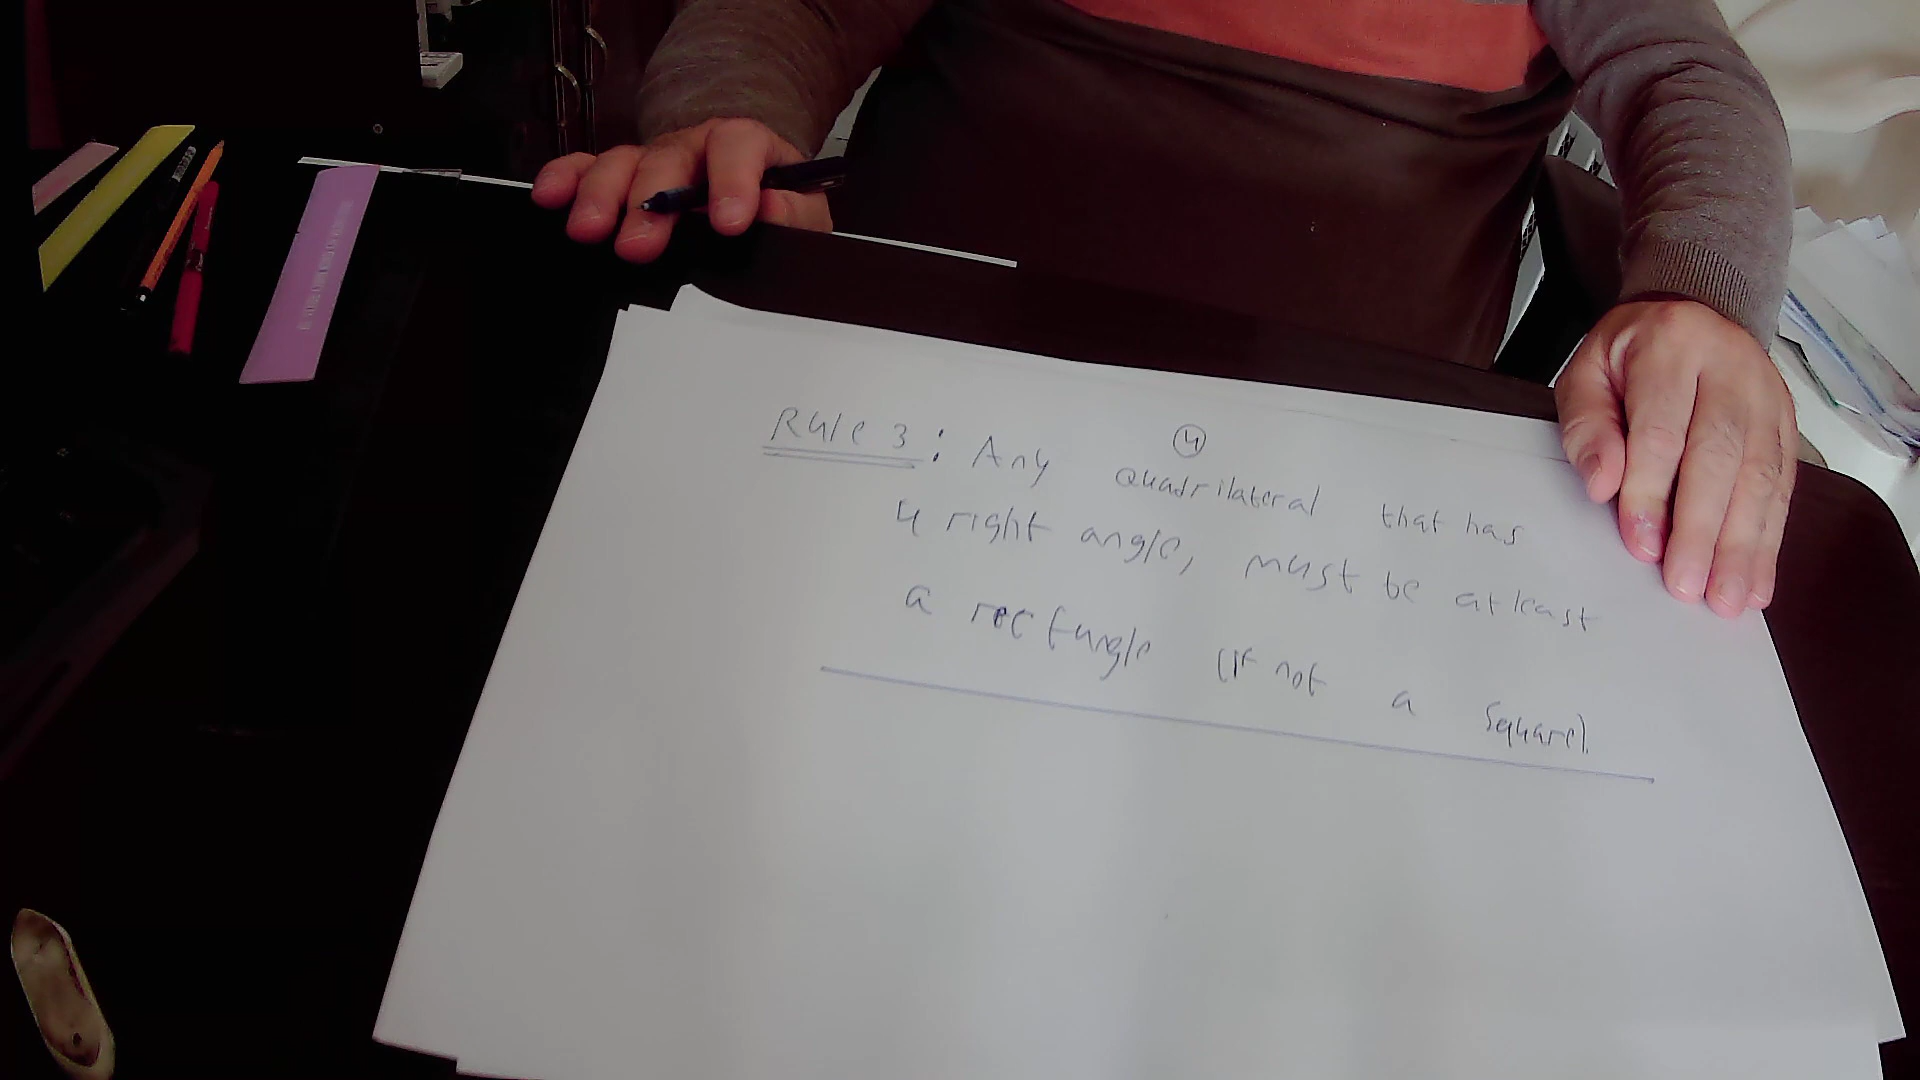 ④
Rule 3: Any quadrilateral that has
4 right angle, must be atleast
a rectangle (if not a square).